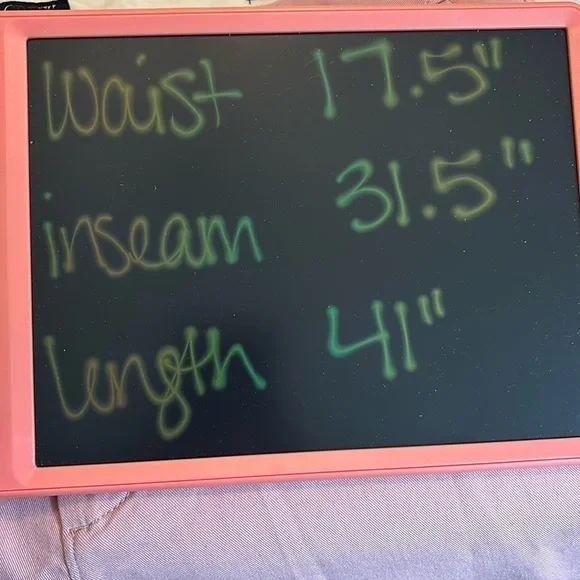 Waist 17.5"
inseam 31.5"
length 41"